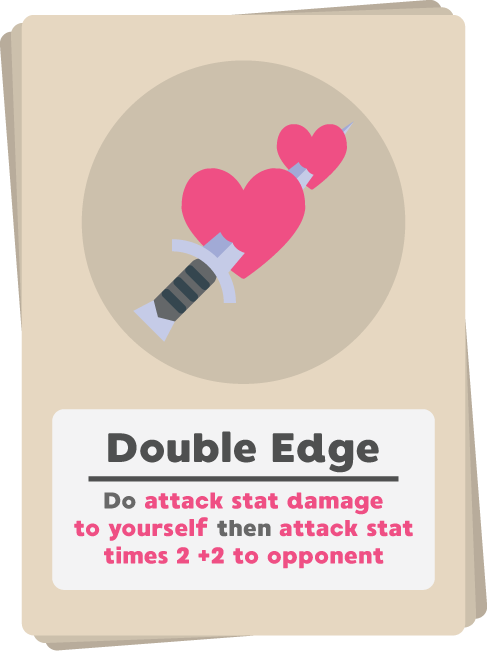 Double Edge
Do attack stat damage
to yourself then attack stat
times 2 +2 to opponent